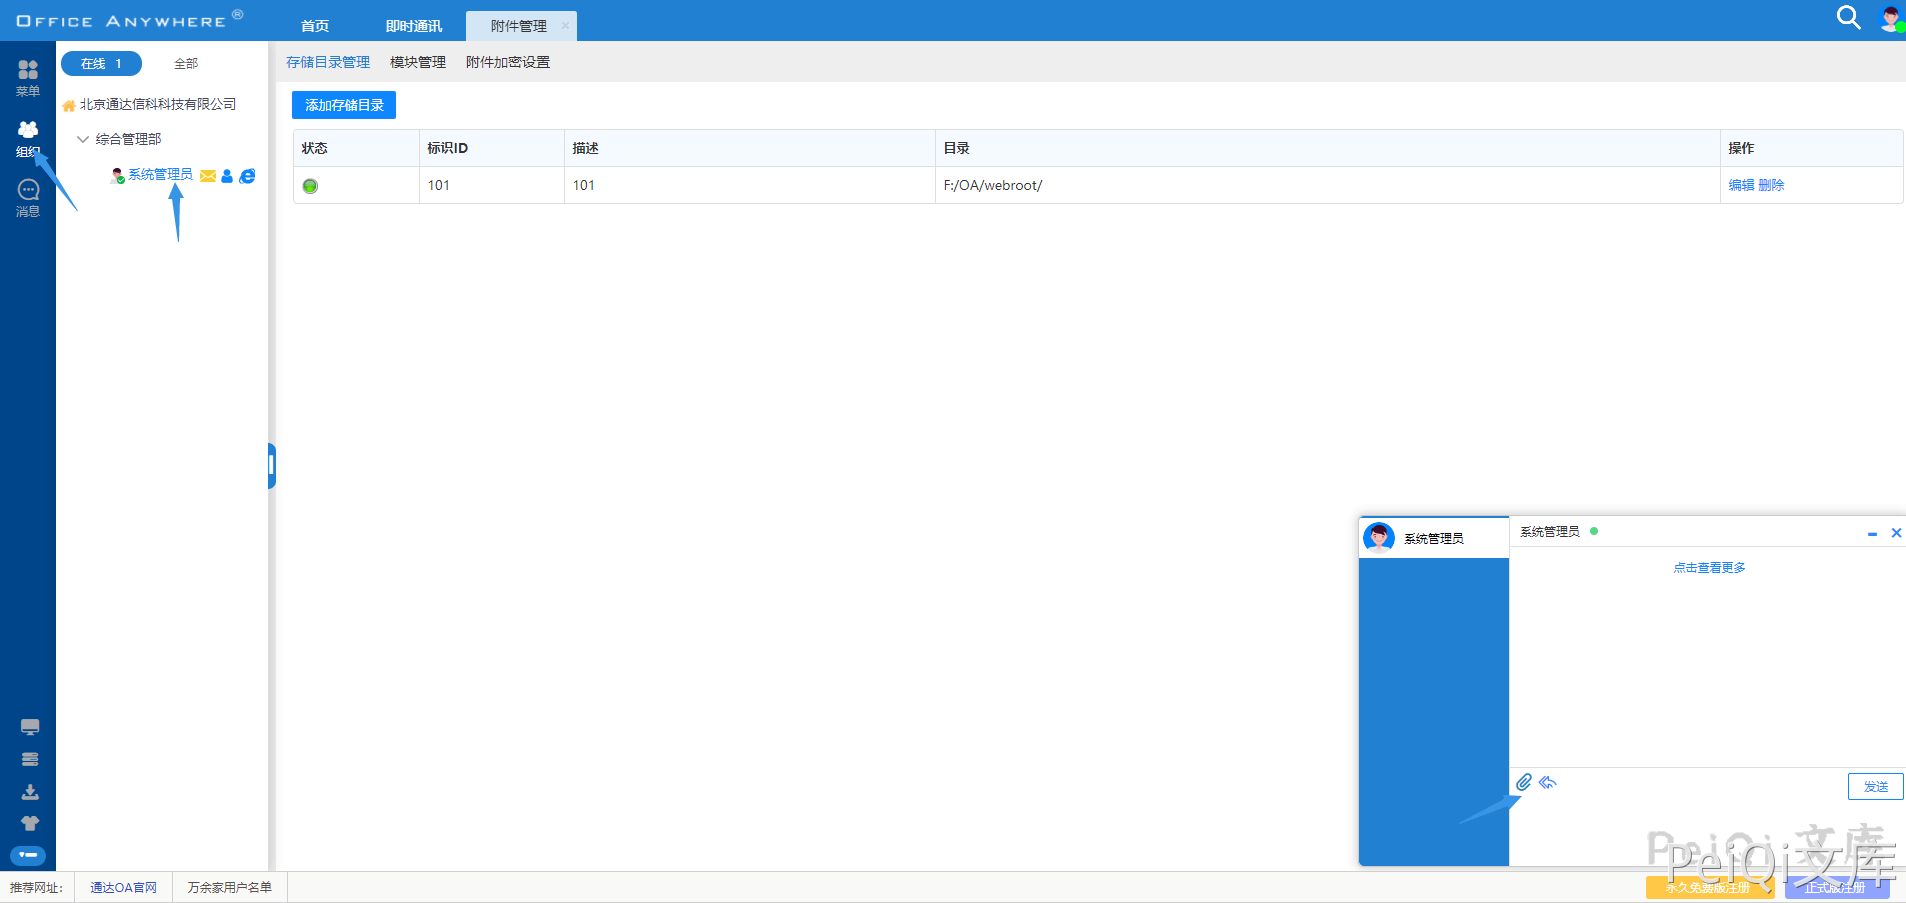 OFFICE ANYWHERE®
首页
即时通讯
附件管理 ×
菜单
组织
消息
在线 1
全部
北京通达信科科技有限公司
综合管理部
系统管理员
存储目录管理
模块管理
附件加密设置
添加存储目录
状态
标识ID
描述
目录
操作
101
101
F:/OA/webroot/
编辑 删除
系统管理员
系统管理员
点击查看更多
发送
PeiQi 文库
PeiQi文库
推荐网址：
通达OA官网
万余家用户名单
永久免费版注册
正式版注册